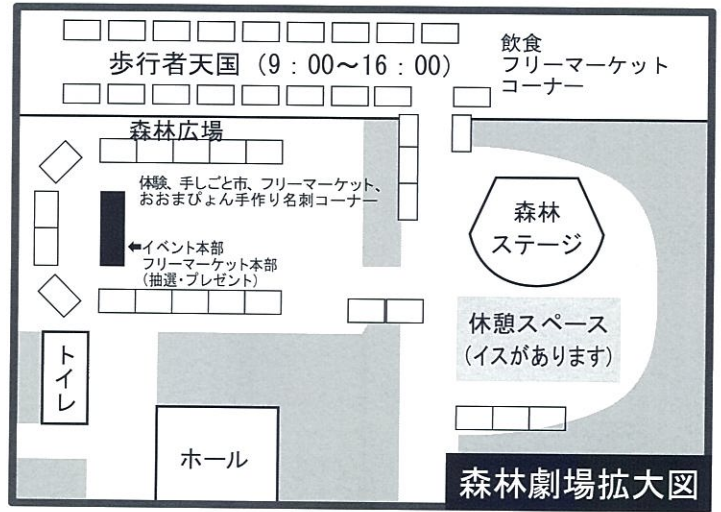 飲食
フリーマーケット
コーナー
歩行者天国（9：00～16：00）
森林広場
体験、手しごと市、フリーマーケット、
おおまぴょん手作り名刺コーナー
⬅イベント本部
フリーマーケット本部
（抽選・プレゼント）
森林
ステージ
休憩スペース
（イスがあります）
トイレ
ホール
森林劇場拡大図